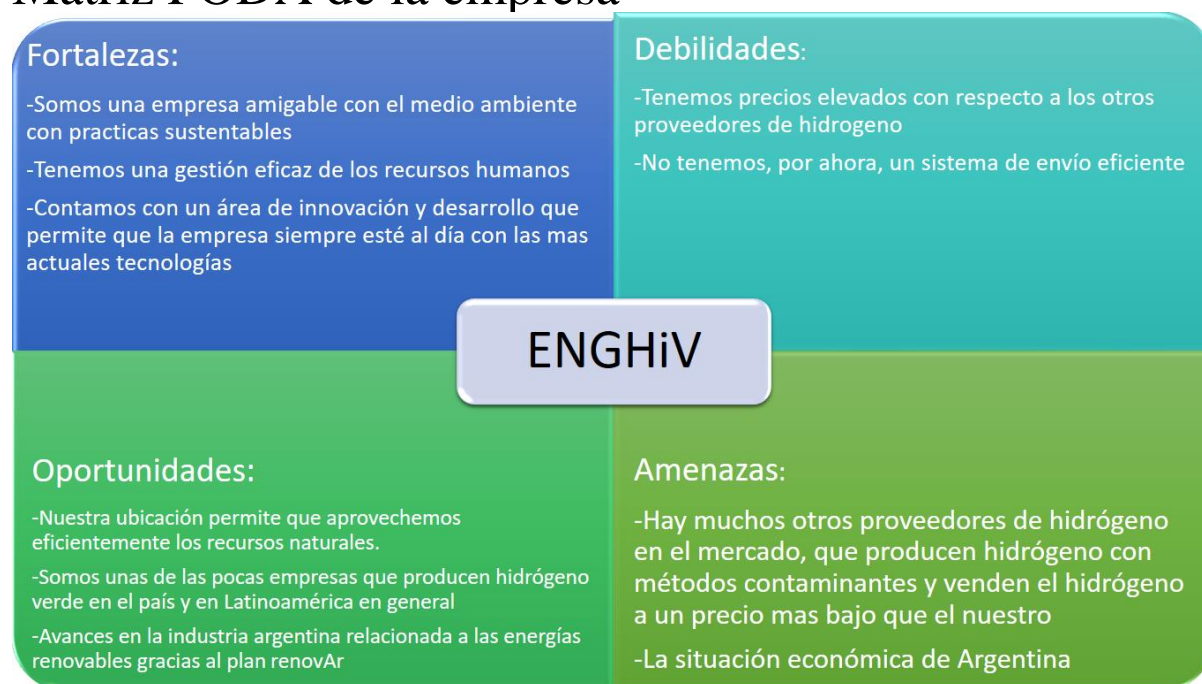 Matriz FODA de la empresa
Fortalezas:
-Somos una empresa amigable con el medio ambiente
con practicas sustentables
-Tenemos una gestión eficaz de los recursos humanos
-Contamos con un área de innovación y desarrollo que
permite que la empresa siempre esté al día con las mas
actuales tecnologías
Debilidades:
-Tenemos precios elevados con respecto a los otros
proveedores de hidrogeno
-No tenemos, por ahora, un sistema de envío eficiente
ENGHiV
Oportunidades:
-Nuestra ubicación permite que aprovechemos
eficientemente los recursos naturales.
-Somos unas de las pocas empresas que producen hidrógeno
verde en el país y en Latinoamérica en general
-Avances en la industria argentina relacionada a las energías
renovables gracias al plan renovAr
Amenazas:
-Hay muchos otros proveedores de hidrógeno
en el mercado, que producen hidrógeno con
métodos contaminantes y venden el hidrógeno
a un precio mas bajo que el nuestro
-La situación económica de Argentina